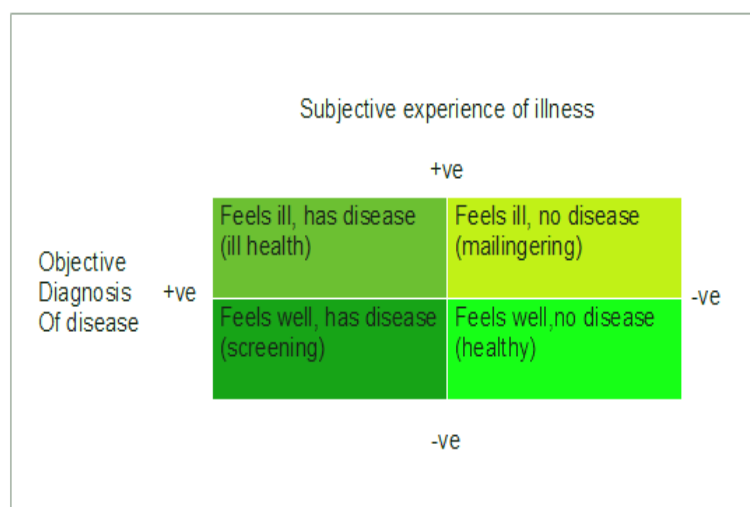 Subjective experience of illness
+ve
Feels ill, has disease
(ill health)
Feels ill, no disease
(mailingering)
Objective
Diagnosis
Of disease
+ve
-ve
Feels well, has disease
(screening)
Feels well,no disease
(healthy)
-ve